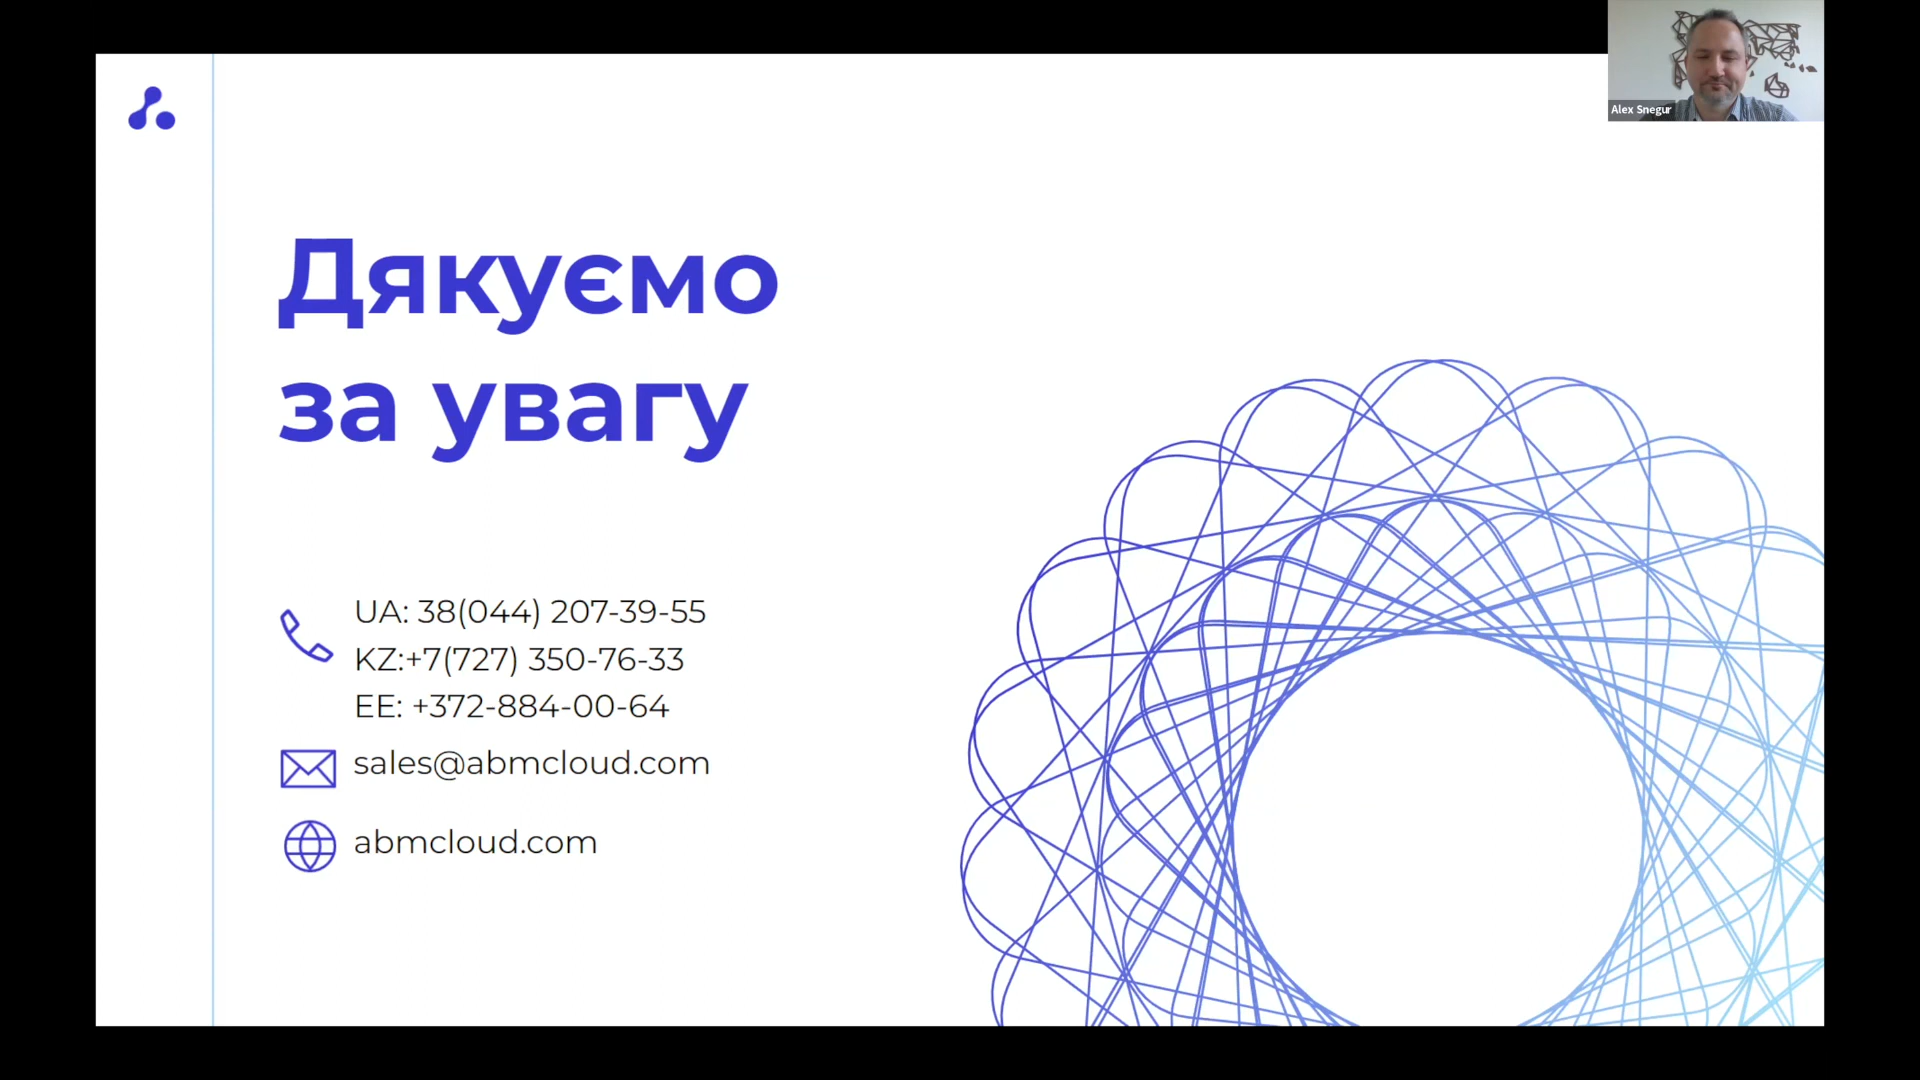 Дякуємо
за увагу
UA: 38(044) 207-39-55
KZ:+7(727) 350-76-33
EE: +372-884-00-64
sales@abmcloud.com
abmcloud.com
Alex Snegur